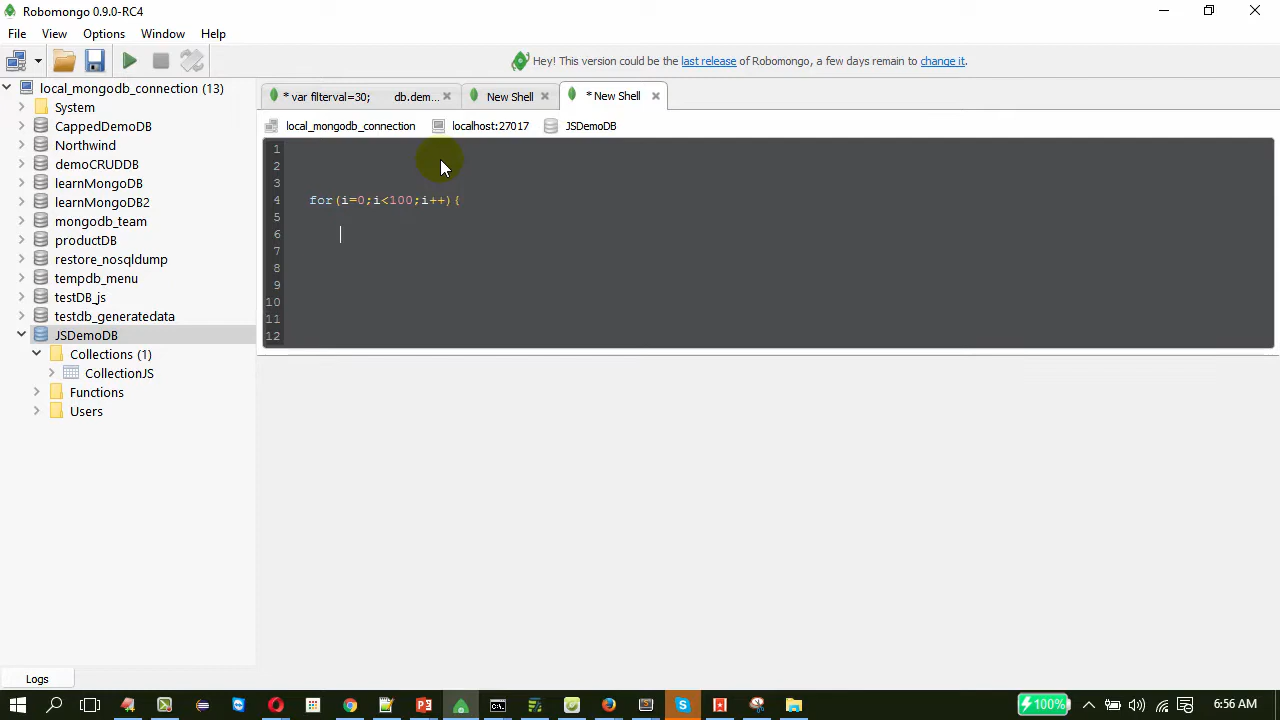 Robomongo 0.9.0-RC4
File View Options Window Help
Hey! This version could be the last release of Robomongo, a few days remain to change it.
local_mongodb_connection (13)
System
CappedDemoDB
Northwind
demoCRUDDB
learnMongoDB
learnMongoDB2
mongodb_team
productDB
restore_nosqldump
tempdb_menu
testDB_js
testdb_generatedata
JSDemoDB
Collections (1)
CollectionJS
Functions
Users
* var filterval=30; db.dem... New Shell * New Shell
local_mongodb_connection localhost:27017 JSDemoDB
1
2
3
4 for(i=0;i<100;i++){
5
6
7
8
9
10
11
12
Logs
100% 6:56 AM